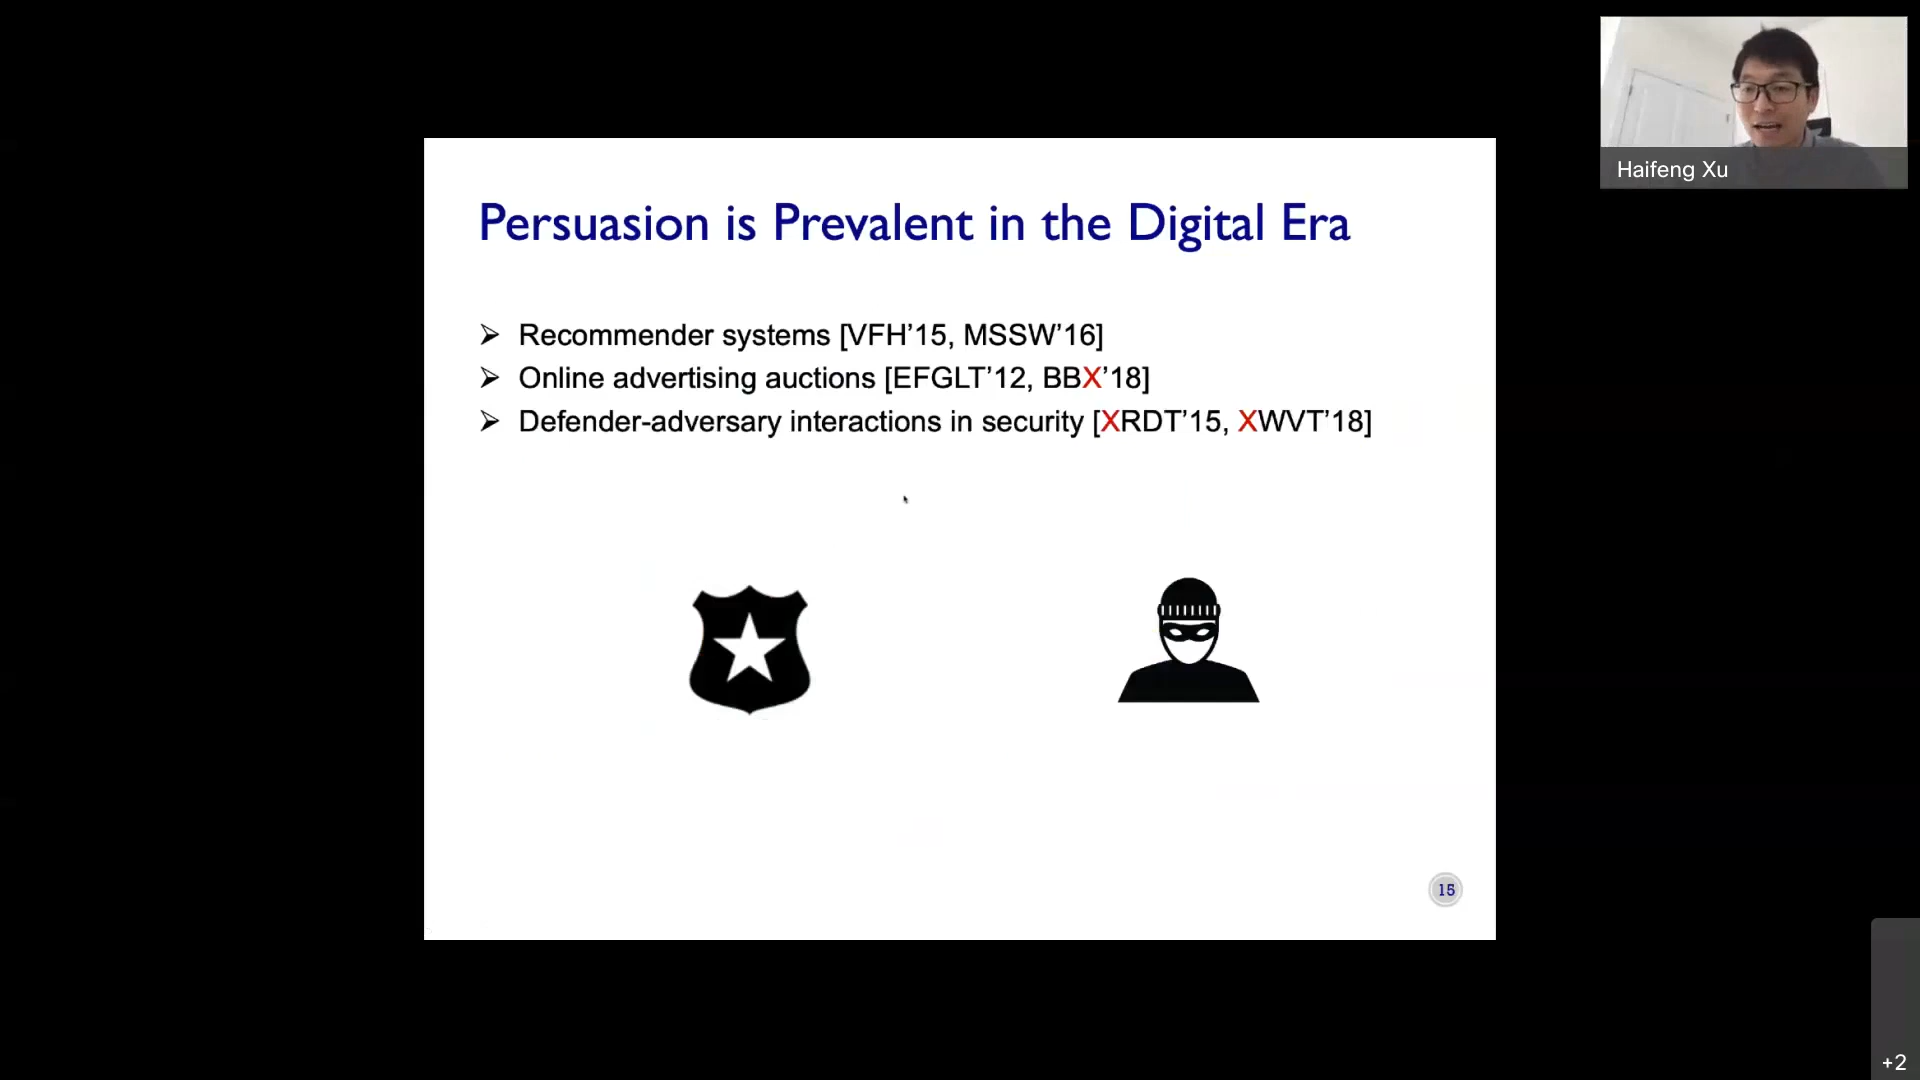 Haifeng Xu
Persuasion is Prevalent in the Digital Era
➢ Recommender systems [VFH’15, MSSW’16]
➢ Online advertising auctions [EFGLT’12, BBX’18]
➢ Defender-adversary interactions in security [XRDT’15, XWVT’18]
15
+2